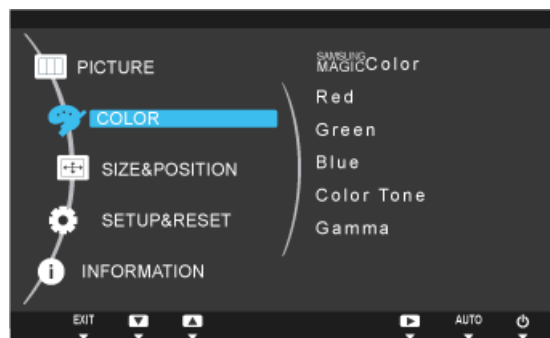 PICTURE
COLOR
SIZE&POSITION
SETUP&RESET
INFORMATION
SAMSUNG
MAGICColor
Red
Green
Blue
Color Tone
Gamma
EXIT
AUTO